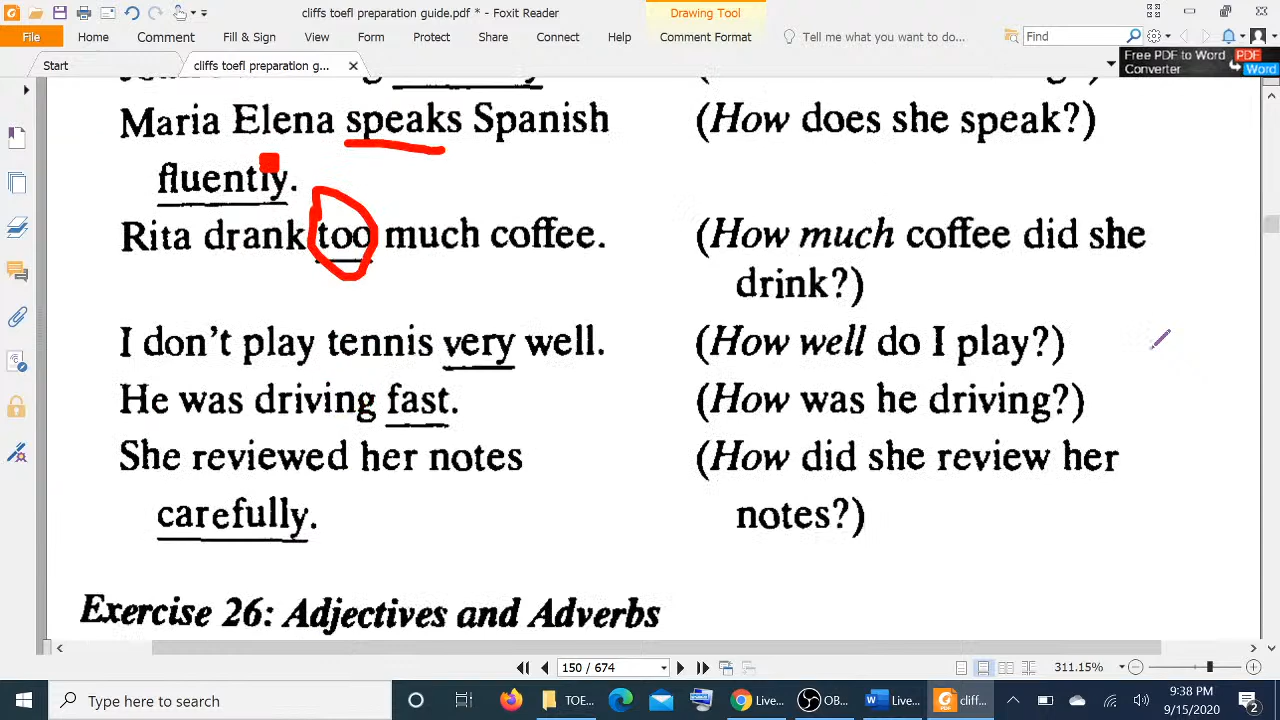 cliffs toefl preparation guide.pdf * - Foxit Reader
Drawing Tool
File Home Comment Fill & Sign View Form Protect Share Connect Help Comment Format Tell me what you want to do... Find
Start cliffs toefl preparation g...
Free PDF to Word Converter PDF Word
Maria Elena speaks Spanish (How does she speak?)
fluently.
Rita drank too much coffee. (How much coffee did she
drink?)
I don't play tennis very well. (How well do I play?)
He was driving fast. (How was he driving?)
She reviewed her notes (How did she review her
carefully. notes?)
Exercise 26: Adjectives and Adverbs
150 / 674 311.15%
Type here to search TOE... Live... OB... Live... cliff... 9:38 PM
9/15/2020 2